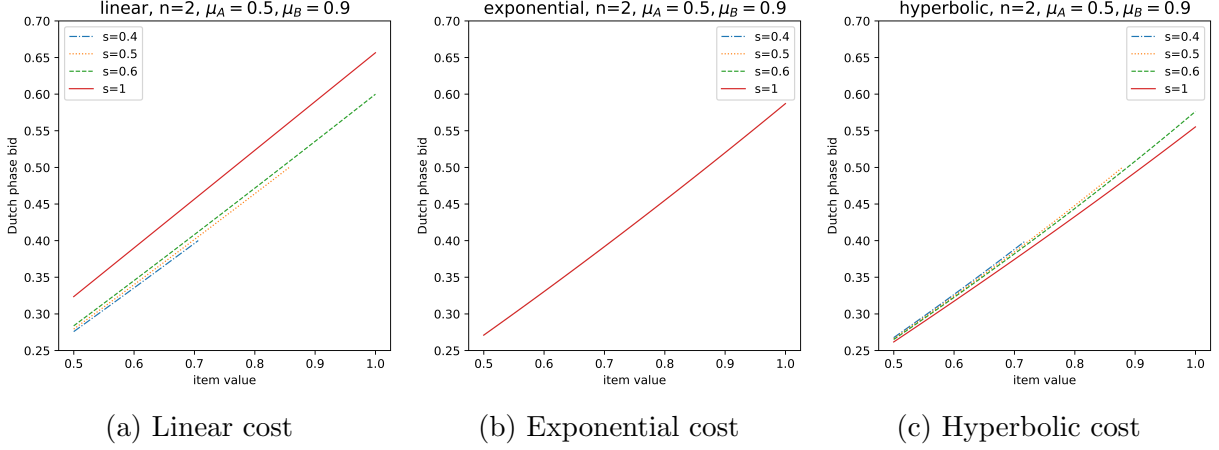 linear, n=2, μ_A = 0.5, μ_B = 0.9
s=0.4
s=0.5
s=0.6
s=1
Dutch phase bid
0.70
0.65
0.60
0.55
0.50
0.45
0.40
0.35
0.30
0.25
0.5 0.6 0.7 0.8 0.9 1.0
item value
(a) Linear cost
exponential, n=2, μ_A = 0.5, μ_B = 0.9
s=0.4
s=0.5
s=0.6
s=1
Dutch phase bid
0.70
0.65
0.60
0.55
0.50
0.45
0.40
0.35
0.30
0.25
0.5 0.6 0.7 0.8 0.9 1.0
item value
(b) Exponential cost
hyperbolic, n=2, μ_A = 0.5, μ_B = 0.9
s=0.4
s=0.5
s=0.6
s=1
Dutch phase bid
0.70
0.65
0.60
0.55
0.50
0.45
0.40
0.35
0.30
0.25
0.5 0.6 0.7 0.8 0.9 1.0
item value
(c) Hyperbolic cost